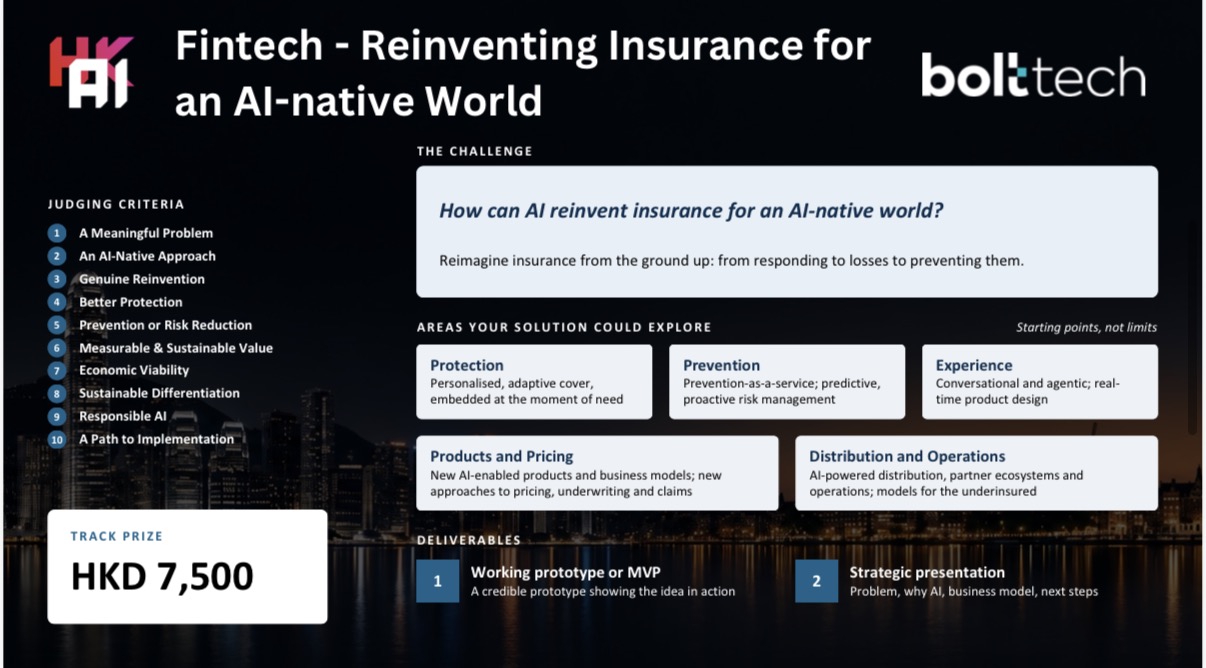 HK
AI
Fintech - Reinventing Insurance for
an AI-native World
bolttech
JUDGING CRITERIA
1 A Meaningful Problem
2 An AI-Native Approach
3 Genuine Reinvention
4 Better Protection
5 Prevention or Risk Reduction
6 Measurable & Sustainable Value
7 Economic Viability
8 Sustainable Differentiation
9 Responsible AI
10 A Path to Implementation
TRACK PRIZE
HKD 7,500
THE CHALLENGE
How can AI reinvent insurance for an AI-native world?
Reimagine insurance from the ground up: from responding to losses to preventing them.
AREAS YOUR SOLUTION COULD EXPLORE
Starting points, not limits
Protection
Personalised, adaptive cover,
embedded at the moment of need
Prevention
Prevention-as-a-service; predictive,
proactive risk management
Experience
Conversational and agentic; real-
time product design
Products and Pricing
New AI-enabled products and business models; new
approaches to pricing, underwriting and claims
Distribution and Operations
AI-powered distribution, partner ecosystems and
operations; models for the underinsured
DELIVERABLES
1
Working prototype or MVP
A credible prototype showing the idea in action
2
Strategic presentation
Problem, why AI, business model, next steps